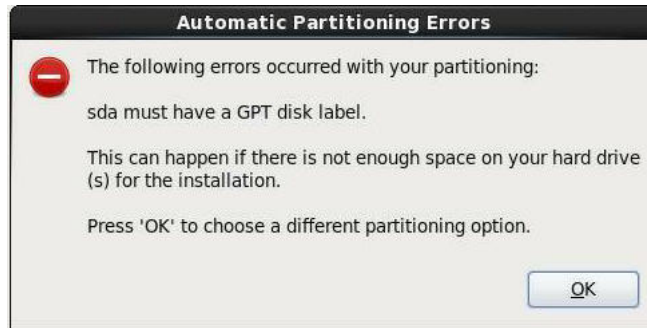 Automatic Partitioning Errors
The following errors occurred with your partitioning:
sda must have a GPT disk label.
This can happen if there is not enough space on your hard drive
(s) for the installation.
Press 'OK' to choose a different partitioning option.
OK